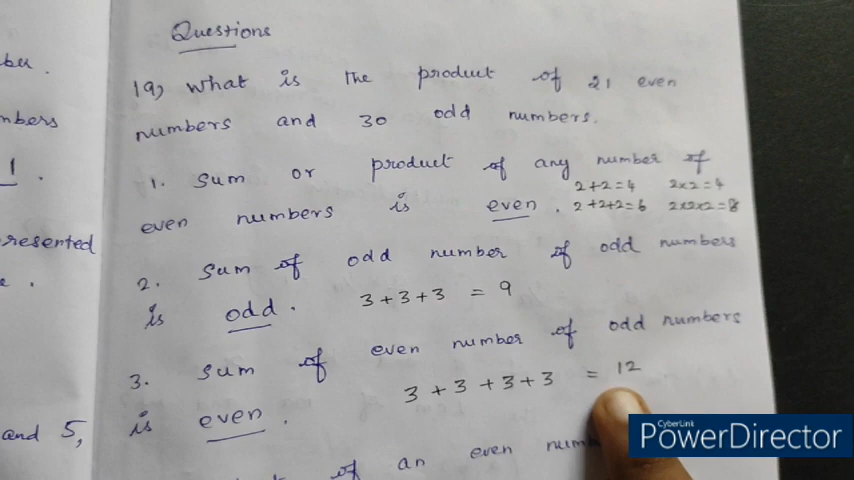 Questions
19) What is the product of 21 even
numbers and 30 odd numbers.
1. Sum or product of any number of
even numbers is even.
2+2=4 2x2=4
2+2+2=6 2x2x2=8
2. Sum of odd number of odd numbers
is odd. 3+3+3 = 9
3. Sum of even number of odd numbers
is even. 3+3+3+3 = 12
of an even
mbers
1.
resented
and 5,
CyberLink
PowerDirector